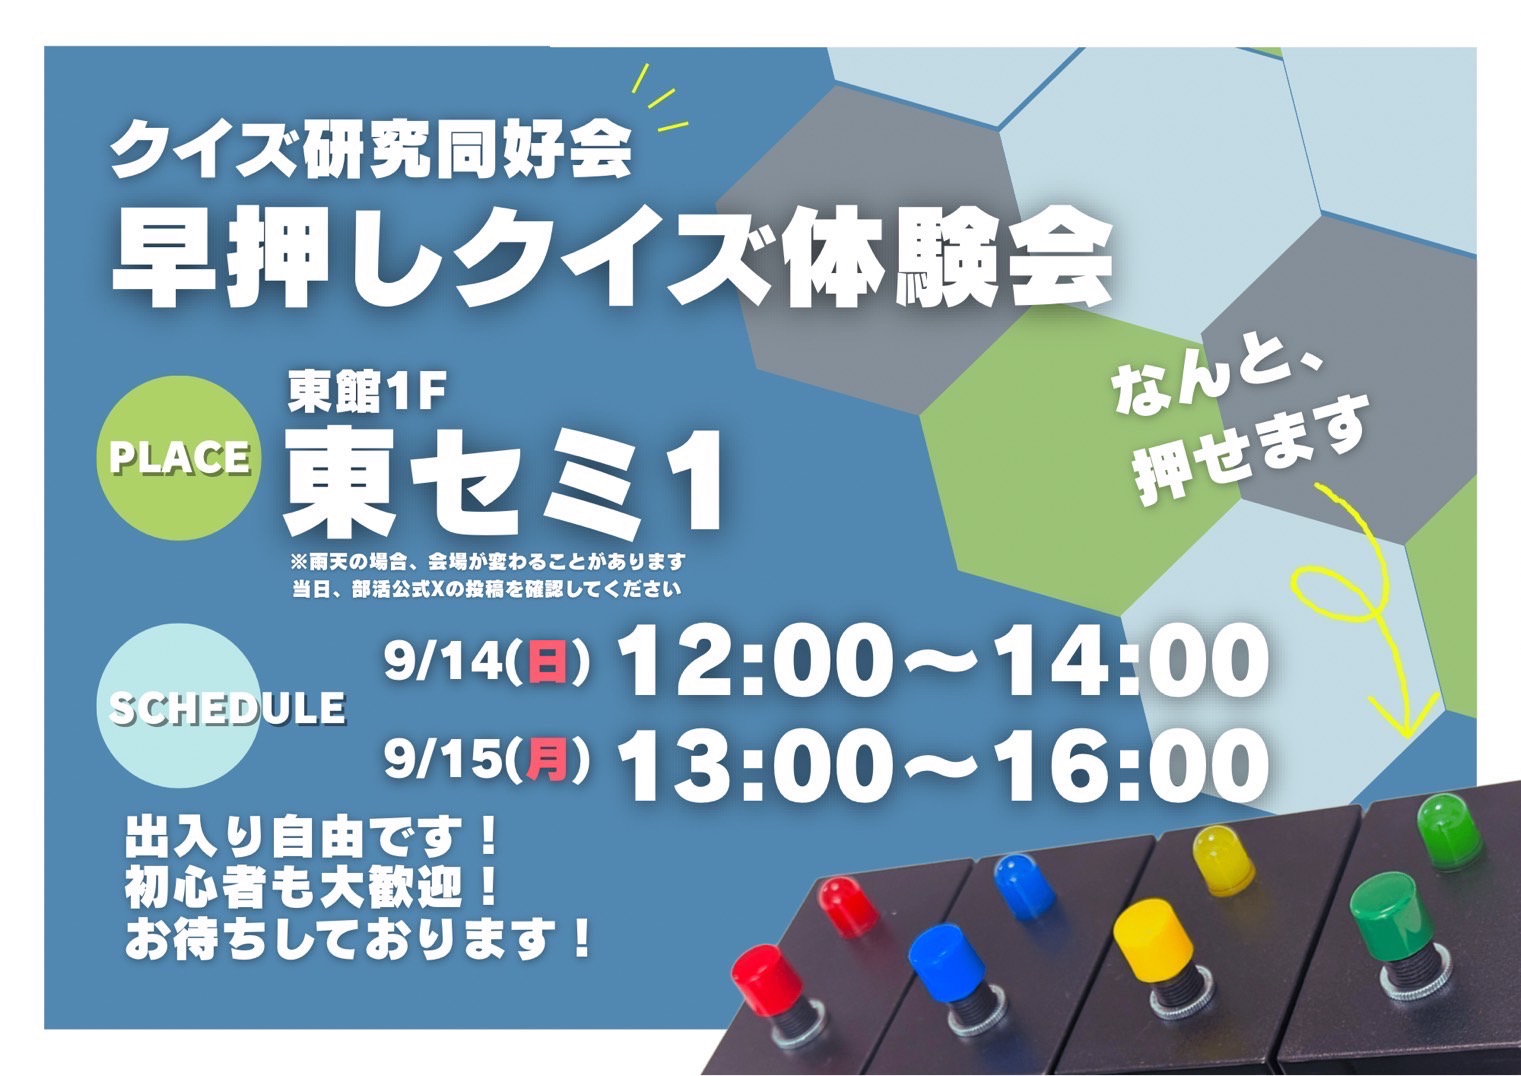 クイズ研究同好会
早押しクイズ体験会
なんと、
押せます
PLACE
東館1F
東セミ1
※雨天の場合、会場が変わることがあります
当日、部活公式Xの投稿を確認してください
SCHEDULE
9/14(日) 12:00～14:00
9/15(月) 13:00～16:00
出入り自由です！
初心者も大歓迎！
お待ちしております！